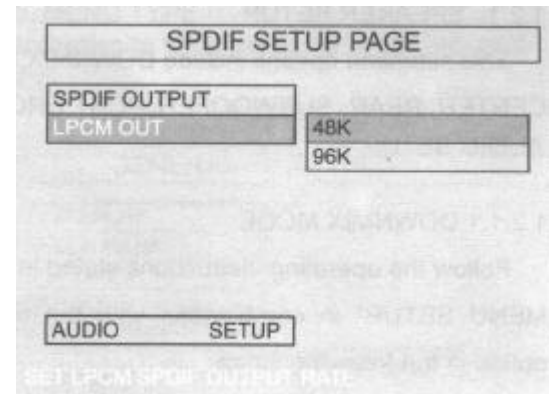 SPDIF SETUP PAGE
SPDIF OUTPUT
LPCM OUT
48K
96K
AUDIO SETUP
SET LPCM SPDIF OUTPUT RATE